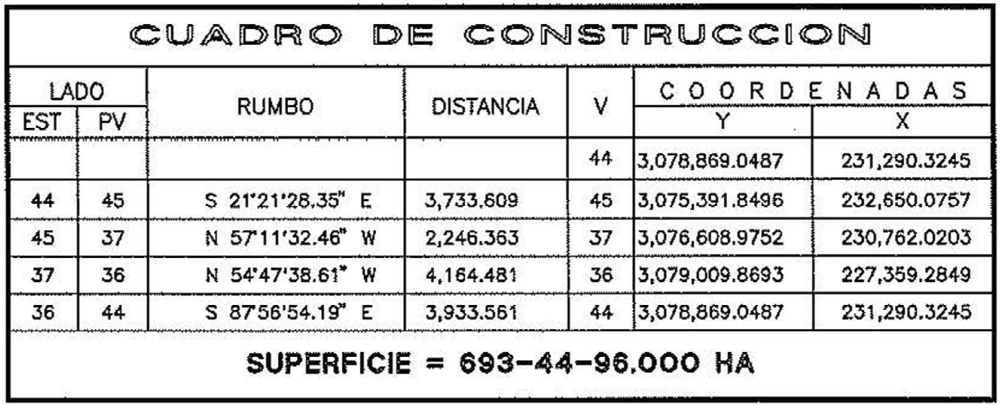 CUADRO DE CONSTRUCCION
LADO RUMBO DISTANCIA V COORDENADAS
EST PV Y X
44 3,078,869.0487 231,290.3245
44 45 S 21°21'28.35" E 3,733.609 45 3,075,391.8496 232,650.0757
45 37 N 57°11'32.46" W 2,246.363 37 3,076,608.9752 230,762.0203
37 36 N 54°47'38.61" W 4,164.481 36 3,079,009.8693 227,359.2849
36 44 S 87°56'54.19" E 3,933.561 44 3,078,869.0487 231,290.3245
SUPERFICIE = 693-44-96.000 HA